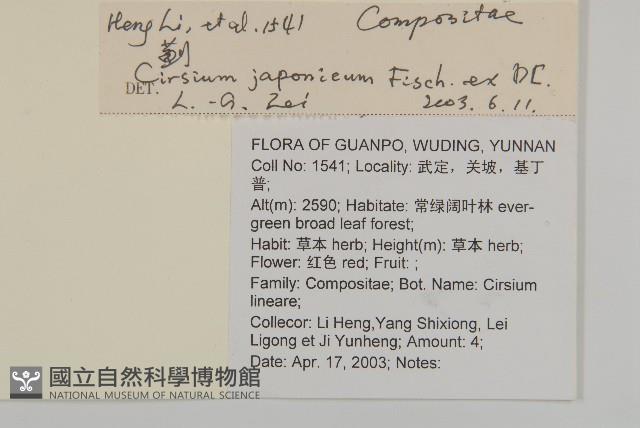 Heng Li, et al. 1541 Compositae
薊
Cirsium japonicum Fisch. ex DC.
DET. L.-G. Lei 2003. 6. 11.
FLORA OF GUANPO, WUDING, YUNNAN
Coll No: 1541; Locality: 武定，关坡，基丁
普;
Alt(m): 2590; Habitate: 常绿阔叶林 ever-
green broad leaf forest;
Habit: 草本 herb; Height(m): 草本 herb;
Flower: 红色 red; Fruit: ;
Family: Compositae; Bot. Name: Cirsium
lineare;
Collecor: Li Heng,Yang Shixiong, Lei
Ligong et Ji Yunheng; Amount: 4;
Date: Apr. 17, 2003; Notes:
國立自然科學博物館
NATIONAL MUSEUM OF NATURAL SCIENCE